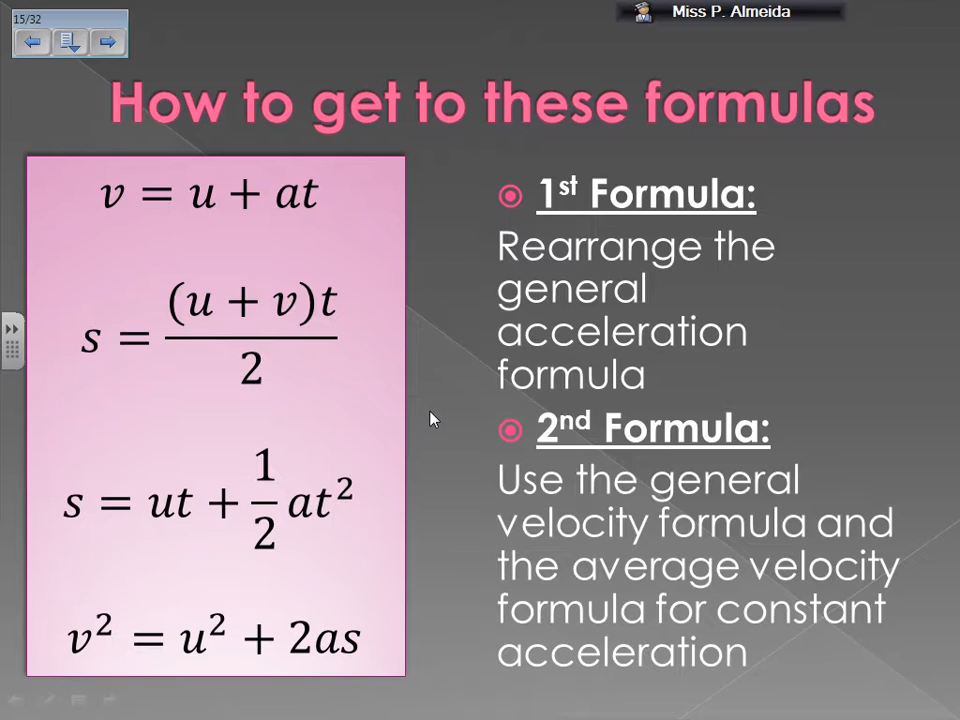 15/32
Miss P. Almeida
How to get to these formulas
v = u + at
s = (u + v)t / 2
s = ut + 1/2 at²
v² = u² + 2as
1st Formula:
Rearrange the
general
acceleration
formula
2nd Formula:
Use the general
velocity formula and
the average velocity
formula for constant
acceleration